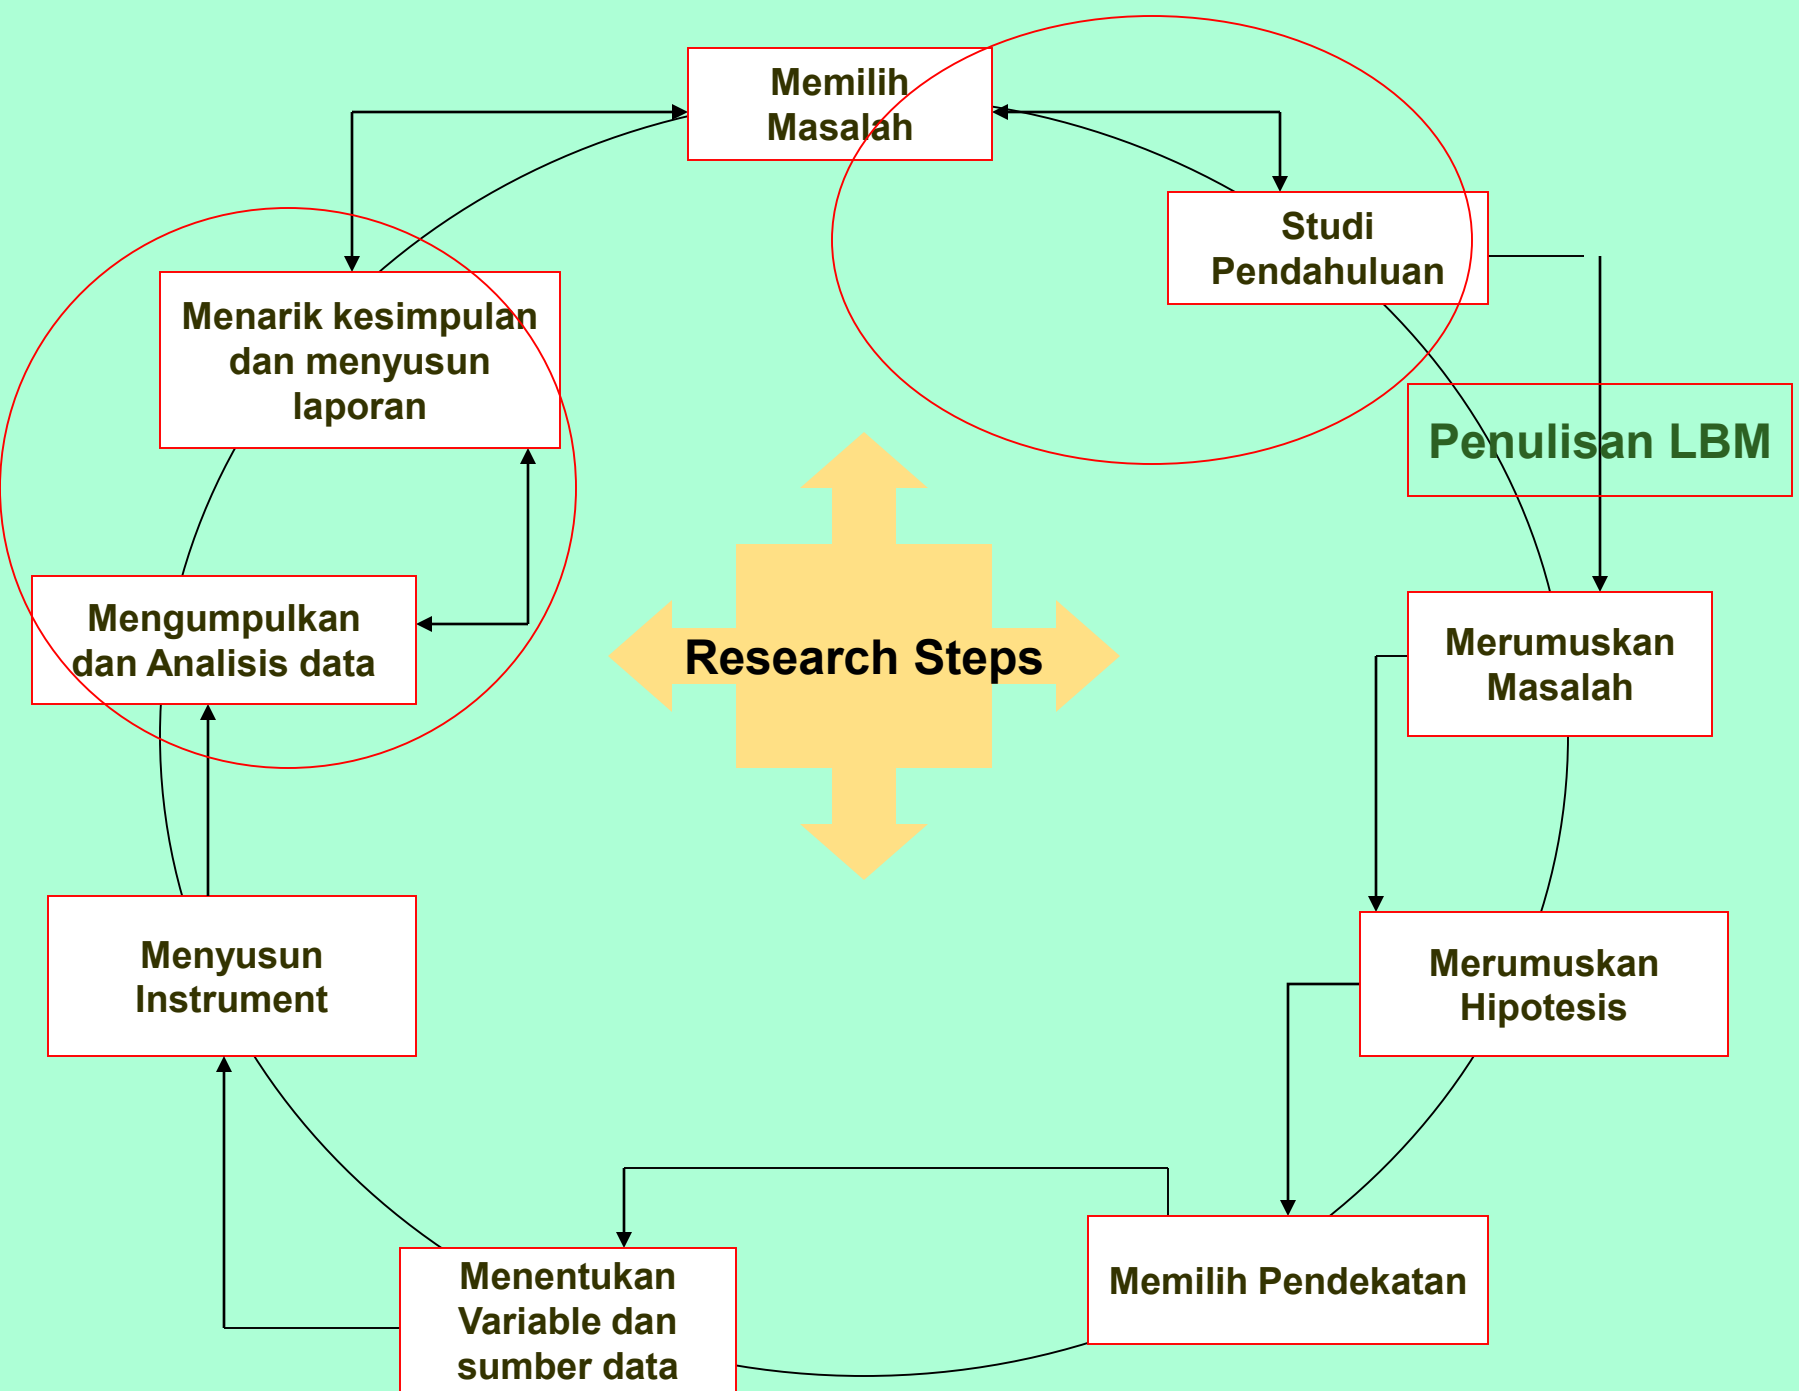 Memilih
Masalah
Studi
Pendahuluan
Menarik kesimpulan
dan menyusun
laporan
Penulisan LBM
Mengumpulkan
dan Analisis data
Research Steps
Merumuskan
Masalah
Menyusun
Instrument
Merumuskan
Hipotesis
Memilih Pendekatan
Menentukan
Variable dan
sumber data